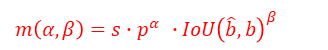 m(α, β) = s · p^α · IoU(b̂, b)^β